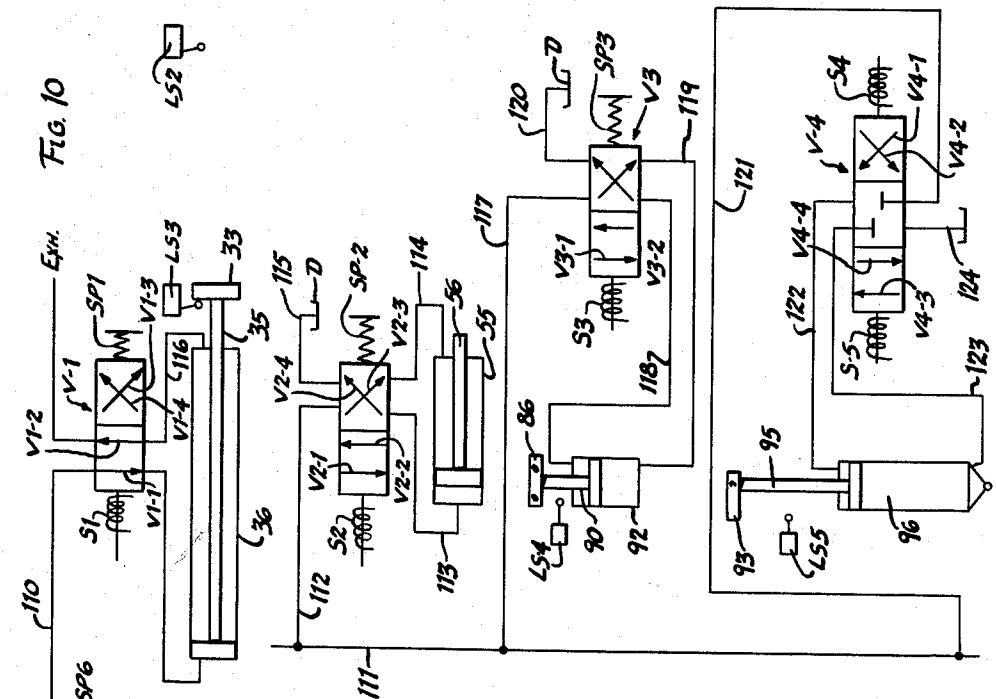 FIG. 10
LS2
EXH.
LS3
33
SP1
V1-3
V-1
V1-2
116
35
V1-4
S1
V1-1
36
110
SP6
115
D
SP-2
114
V2-4
V2-3
56
55
V2-1
V2-2
S2
113
112
111
D
120
SP3
V3
119
117
V3-1
V3-2
S3
118
86
LS4
90
92
121
S4
V4-1
V-4
V4-2
V4-4
124
122
V4-3
S-5
123
95
93
LS5
96